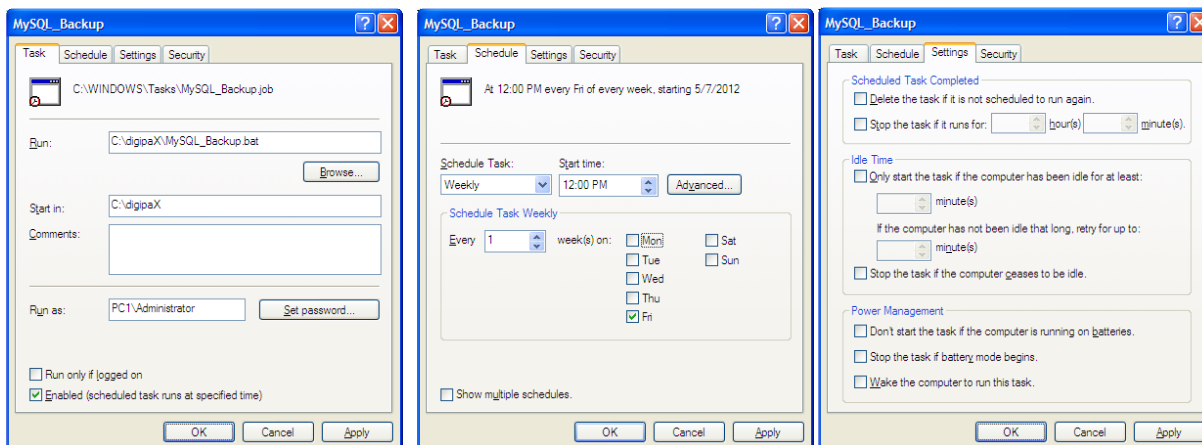 MySQL_Backup
Task Schedule Settings Security
C:\WINDOWS\Tasks\MySQL_Backup.job
Run: C:\digipaX\MySQL_Backup.bat
Browse...
Start in: C:\digipaX
Comments:
Run as: PC1\Administrator Set password...
Run only if logged on
Enabled (scheduled task runs at specified time)
OK Cancel Apply
MySQL_Backup
Task Schedule Settings Security
At 12:00 PM every Fri of every week, starting 5/7/2012
Schedule Task: Start time:
Weekly 12:00 PM Advanced...
Schedule Task Weekly
Every 1 week(s) on: Mon Sat
Tue Sun
Wed
Thu
Fri
Show multiple schedules.
OK Cancel Apply
MySQL_Backup
Task Schedule Settings Security
Scheduled Task Completed
Delete the task if it is not scheduled to run again.
Stop the task if it runs for: hour(s) minute(s).
Idle Time
Only start the task if the computer has been idle for at least:
minute(s)
If the computer has not been idle that long, retry for up to:
minute(s)
Stop the task if the computer ceases to be idle.
Power Management
Don't start the task if the computer is running on batteries.
Stop the task if battery mode begins.
Wake the computer to run this task.
OK Cancel Apply